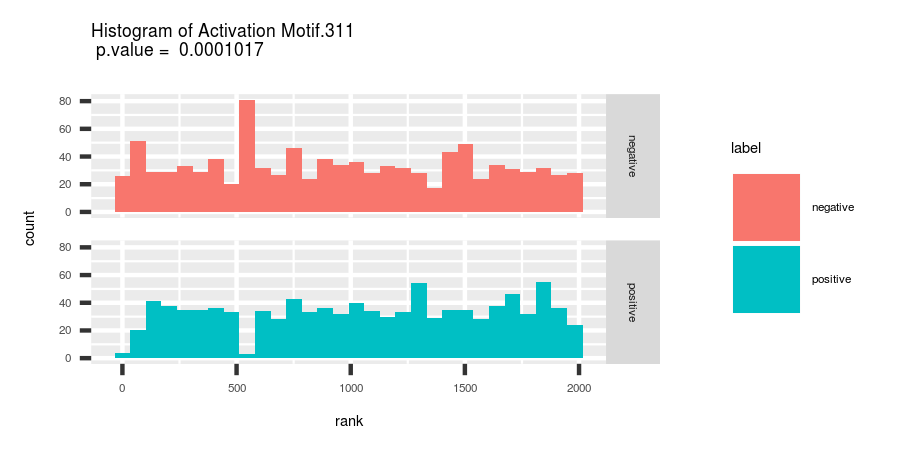 Histogram of Activation Motif.311
p.value =  0.0001017
80
60
40
20
0
negative
80
60
40
20
0
positive
0 500 1000 1500 2000
rank
count
label
negative
positive